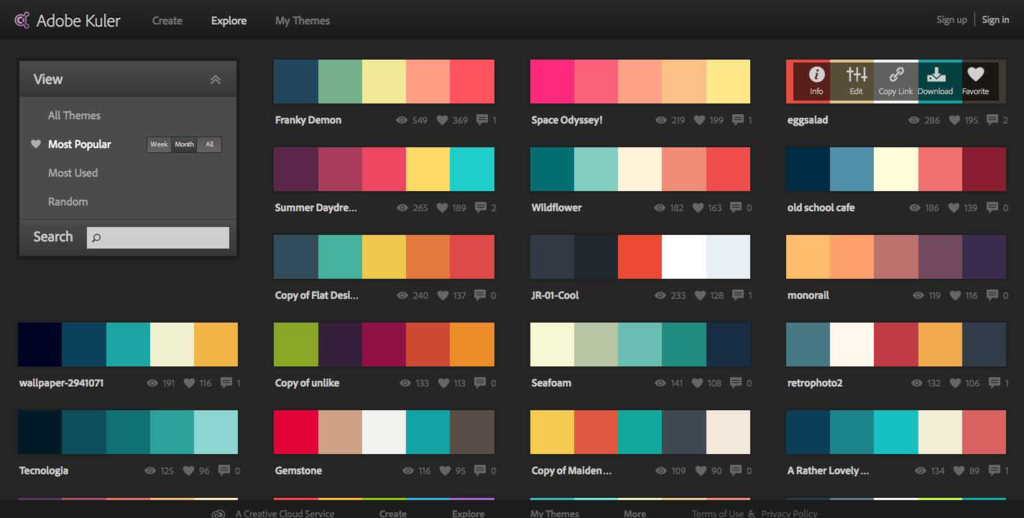 Adobe Kuler Create Explore My Themes Sign up Sign in
View
All Themes
Most Popular Week Month All
Most Used
Random
Search
Franky Demon 549 369 1
Space Odyssey! 219 199 1
Info Edit Copy Link Download Favorite
eggsalad 286 195 2
Summer Daydre... 265 189 2
Wildflower 182 163 0
old school cafe 186 139 0
Copy of Flat Desi... 240 137 0
JR-01-Cool 233 128 1
monorail 119 116 0
wallpaper-2941071 191 116 1
Copy of unlike 133 113 0
Seafoam 141 108 0
retrophoto2 132 106 1
Tecnologia 125 96 0
Gemstone 116 95 0
Copy of Maiden ... 109 90 0
A Rather Lovely ... 134 89 1
A Creative Cloud Service Create Explore My Themes More Terms of Use & Privacy Policy